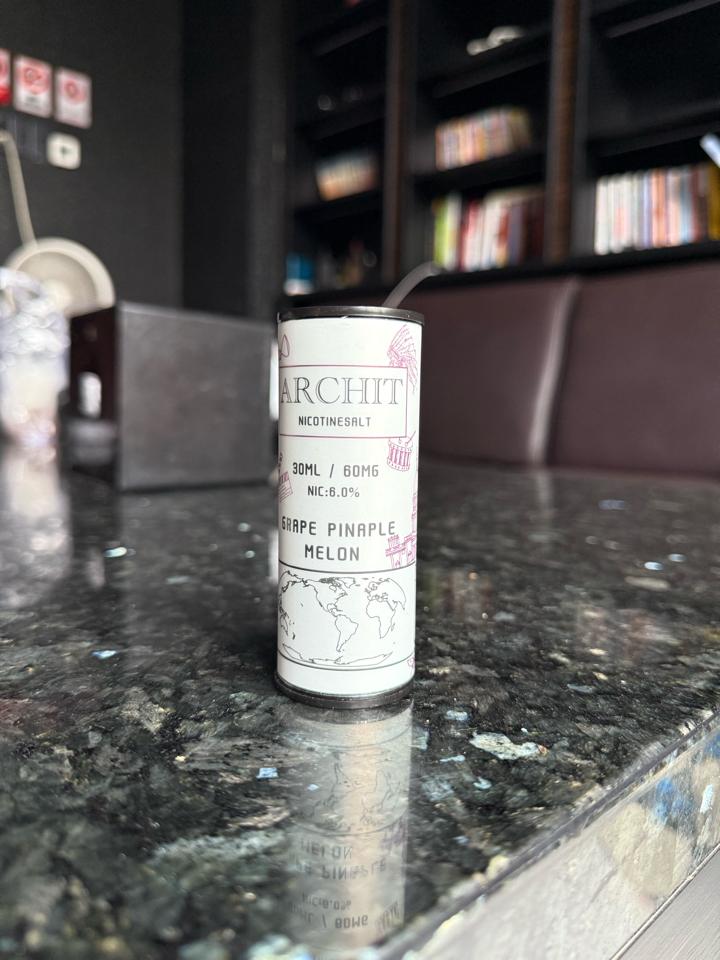 ARCHIT
NICOTINESALT
30ML / 60MG
NIC:6.0%
GRAPE PINAPLE
MELON